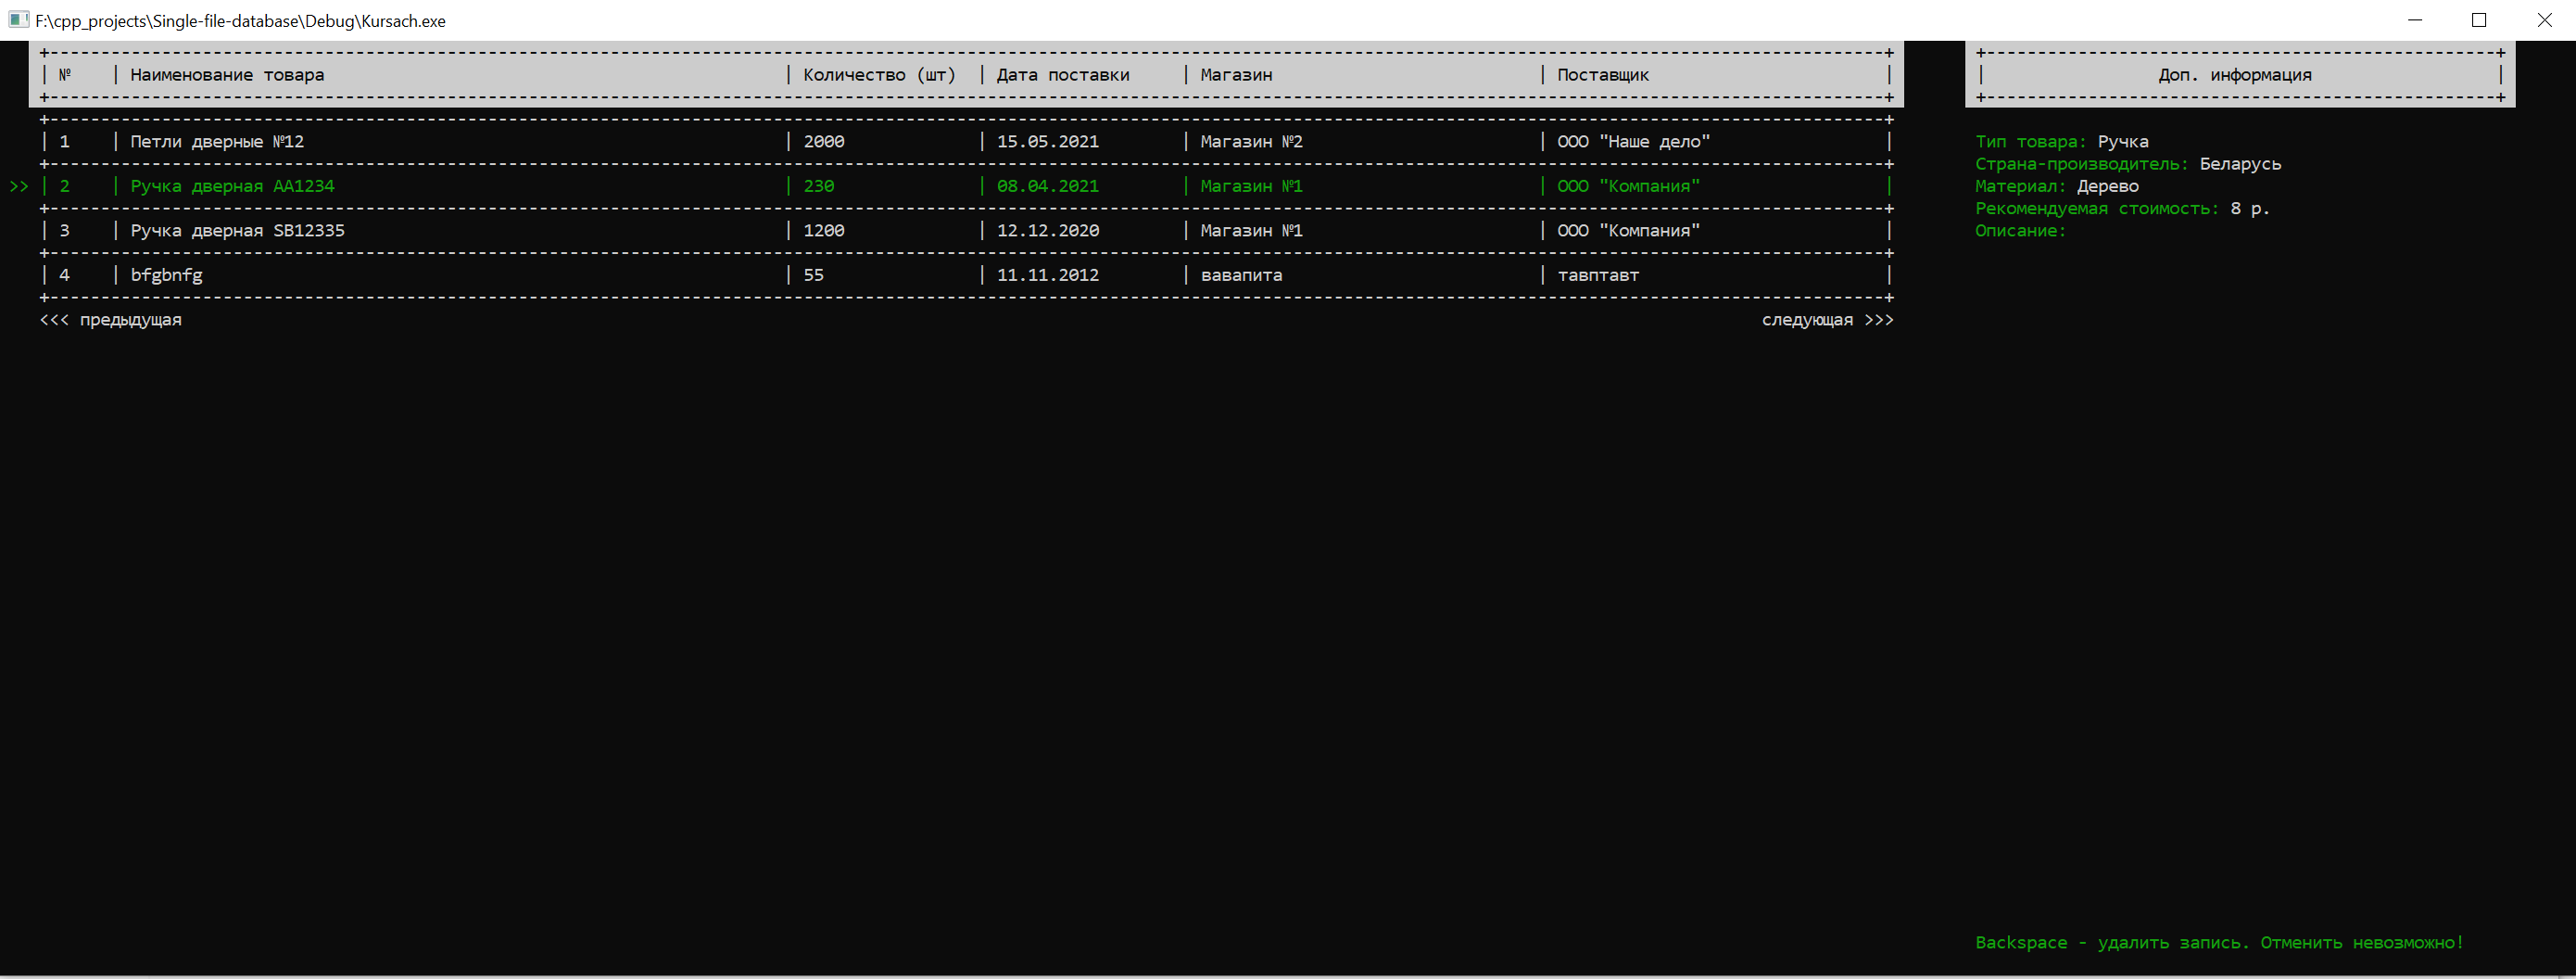 F:\cpp_projects\Single-file-database\Debug\Kursach.exe
| № | Наименование товара | Количество (шт) | Дата поставки | Магазин | Поставщик |
| 1 | Петли дверные №12 | 2000 | 15.05.2021 | Магазин №2 | ООО "Наше дело" |
>> | 2 | Ручка дверная AA1234 | 230 | 08.04.2021 | Магазин №1 | ООО "Компания" |
| 3 | Ручка дверная SB12335 | 1200 | 12.12.2020 | Магазин №1 | ООО "Компания" |
| 4 | bfgbnfg | 55 | 11.11.2012 | вавапита | тавптавт |
<<< предыдущая следующая >>>
| Доп. информация |
Тип товара: Ручка
Страна-производитель: Беларусь
Материал: Дерево
Рекомендуемая стоимость: 8 р.
Описание:
Backspace - удалить запись. Отменить невозможно!